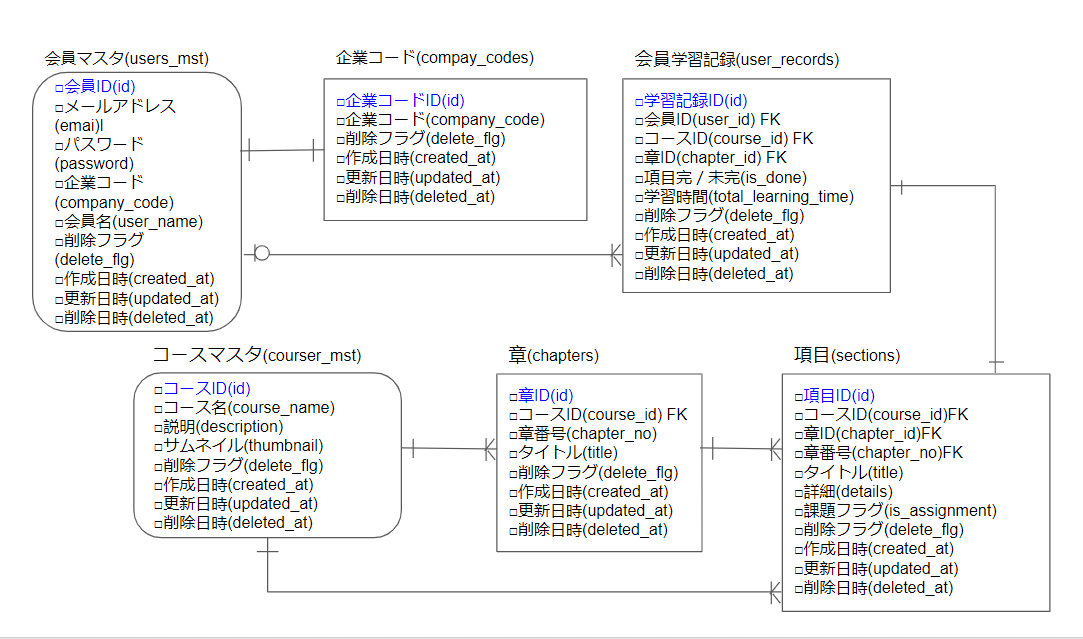 会員マスタ(users_mst)
□会員ID(id)
□メールアドレス
(emai)l
□パスワード
(password)
□企業コード
(company_code)
□会員名(user_name)
□削除フラグ
(delete_flg)
□作成日時(created_at)
□更新日時(updated_at)
□削除日時(deleted_at)
企業コード(compay_codes)
□企業コードID(id)
□企業コード(company_code)
□削除フラグ(delete_flg)
□作成日時(created_at)
□更新日時(updated_at)
□削除日時(deleted_at)
会員学習記録(user_records)
□学習記録ID(id)
□会員ID(user_id) FK
□コースID(course_id) FK
□章ID(chapter_id) FK
□項目完／未完(is_done)
□学習時間(total_learning_time)
□削除フラグ(delete_flg)
□作成日時(created_at)
□更新日時(updated_at)
□削除日時(deleted_at)
コースマスタ(courser_mst)
□コースID(id)
□コース名(course_name)
□説明(description)
□サムネイル(thumbnail)
□削除フラグ(delete_flg)
□作成日時(created_at)
□更新日時(updated_at)
□削除日時(deleted_at)
章(chapters)
□章ID(id)
□コースID(course_id) FK
□章番号(chapter_no)
□タイトル(title)
□削除フラグ(delete_flg)
□作成日時(created_at)
□更新日時(updated_at)
□削除日時(deleted_at)
項目(sections)
□項目ID(id)
□コースID(course_id)FK
□章ID(chapter_id)FK
□章番号(chapter_no)FK
□タイトル(title)
□詳細(details)
□課題フラグ(is_assignment)
□削除フラグ(delete_flg)
□作成日時(created_at)
□更新日時(updated_at)
□削除日時(deleted_at)